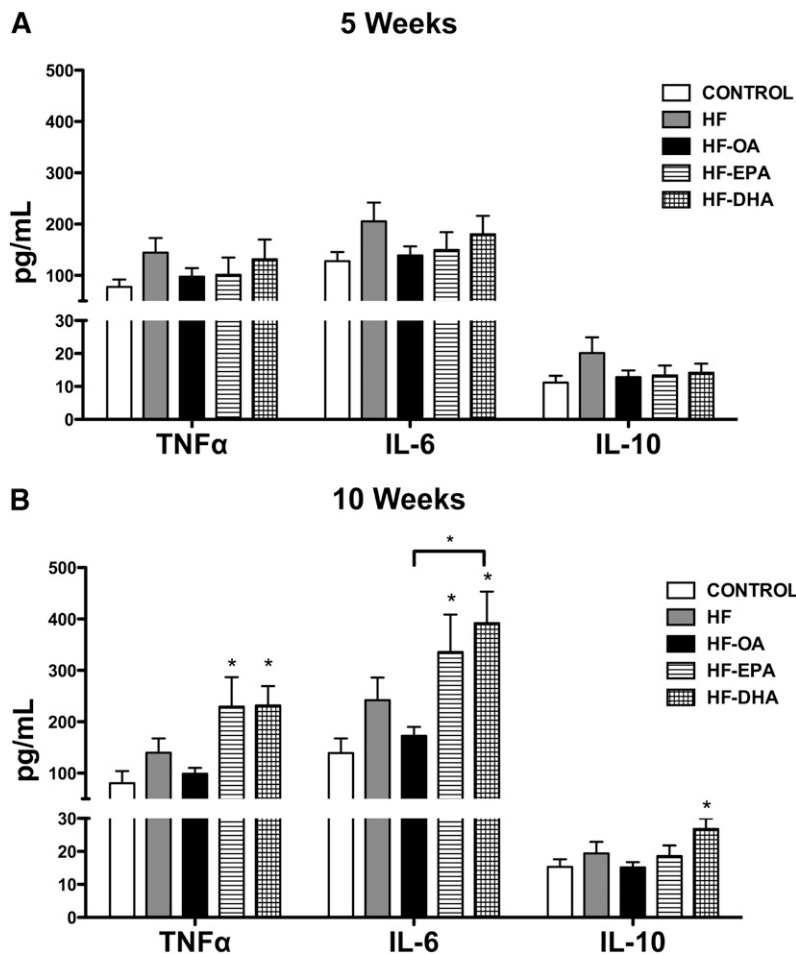 A
5 Weeks
500
400
300
200
100
30
20
10
0
pg/mL
CONTROL
HF
HF-OA
HF-EPA
HF-DHA
TNFα
IL-6
IL-10
B
10 Weeks
500
400
300
200
100
30
20
10
0
pg/mL
*
*
*
*
*
*
CONTROL
HF
HF-OA
HF-EPA
HF-DHA
TNFα
IL-6
IL-10